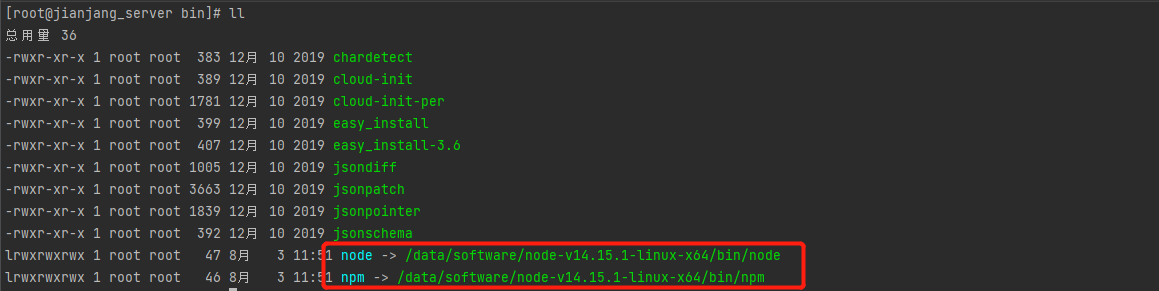 [root@jianjang_server bin]# ll
总用量 36
-rwxr-xr-x 1 root root  383 12月 10 2019 chardetect
-rwxr-xr-x 1 root root  389 12月 10 2019 cloud-init
-rwxr-xr-x 1 root root 1781 12月 10 2019 cloud-init-per
-rwxr-xr-x 1 root root  399 12月 10 2019 easy_install
-rwxr-xr-x 1 root root  407 12月 10 2019 easy_install-3.6
-rwxr-xr-x 1 root root 1005 12月 10 2019 jsondiff
-rwxr-xr-x 1 root root 3663 12月 10 2019 jsonpatch
-rwxr-xr-x 1 root root 1839 12月 10 2019 jsonpointer
-rwxr-xr-x 1 root root  392 12月 10 2019 jsonschema
lrwxrwxrwx 1 root root   47 8月   3 11:51 node -> /data/software/node-v14.15.1-linux-x64/bin/node
lrwxrwxrwx 1 root root   46 8月   3 11:51 npm -> /data/software/node-v14.15.1-linux-x64/bin/npm